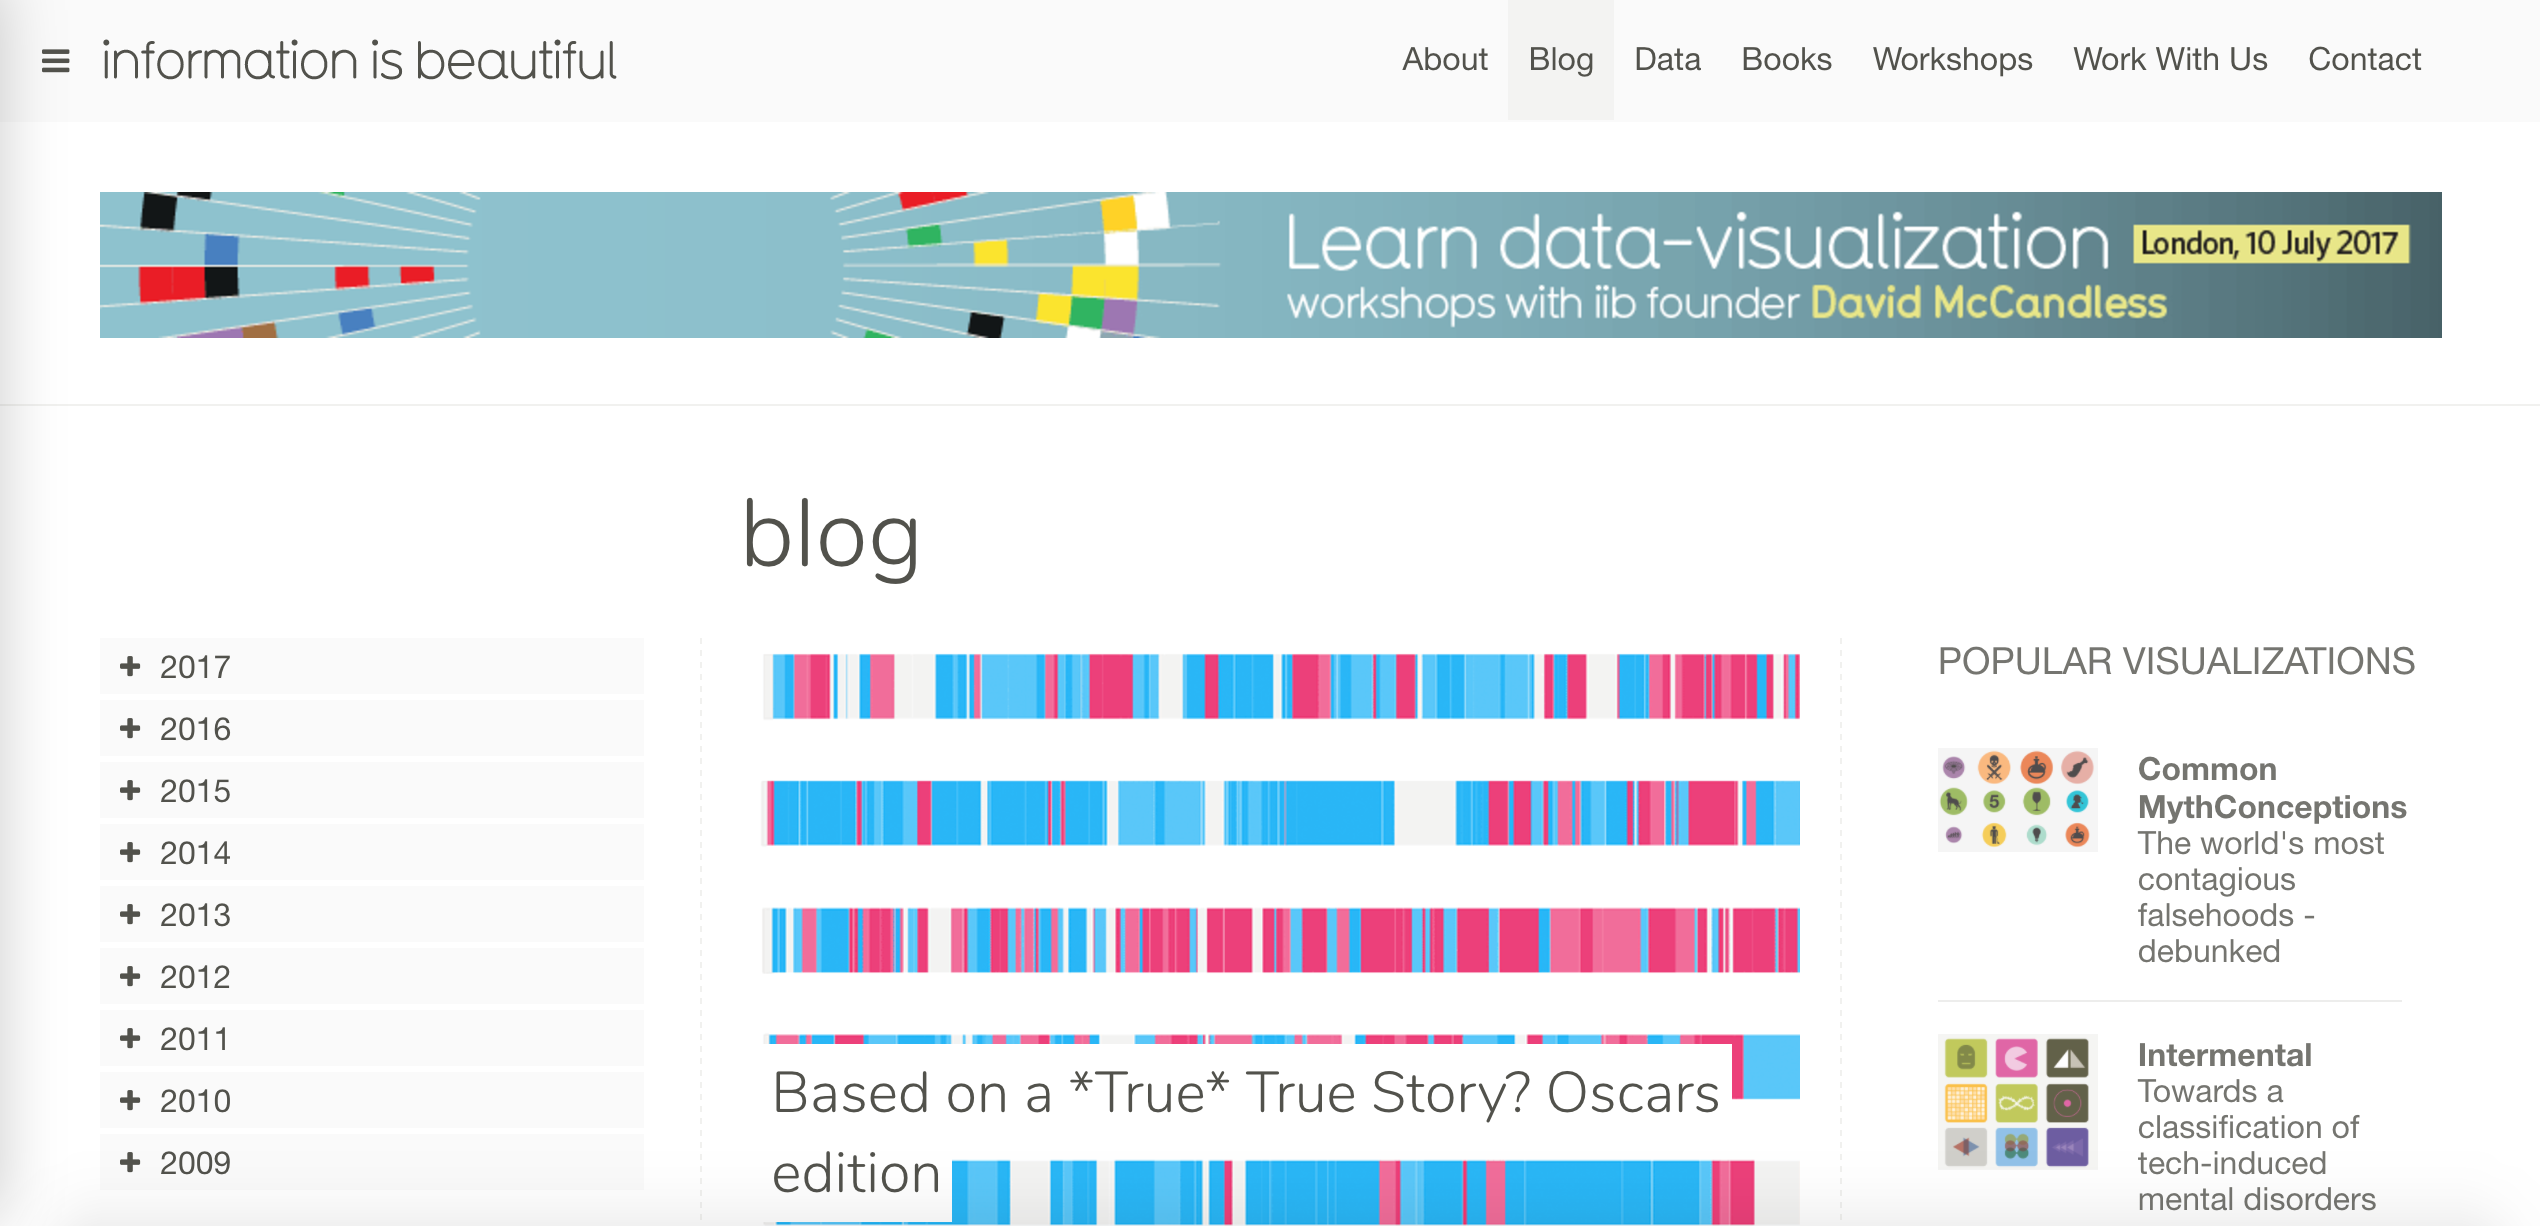 information is beautiful
About Blog Data Books Workshops Work With Us Contact
Learn data-visualization London, 10 July 2017
workshops with iib founder David McCandless
blog
2017
2016
2015
2014
2013
2012
2011
2010
2009
Based on a *True* True Story? Oscars
edition
POPULAR VISUALIZATIONS
5
Common
MythConceptions
The world's most
contagious
falsehoods -
debunked
Intermental
Towards a
classification of
tech-induced
mental disorders